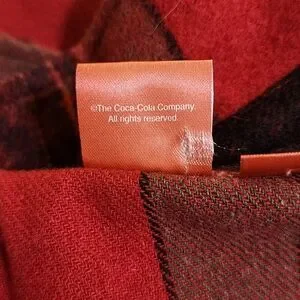 ©The Coca-Cola Company.
All rights reserved.